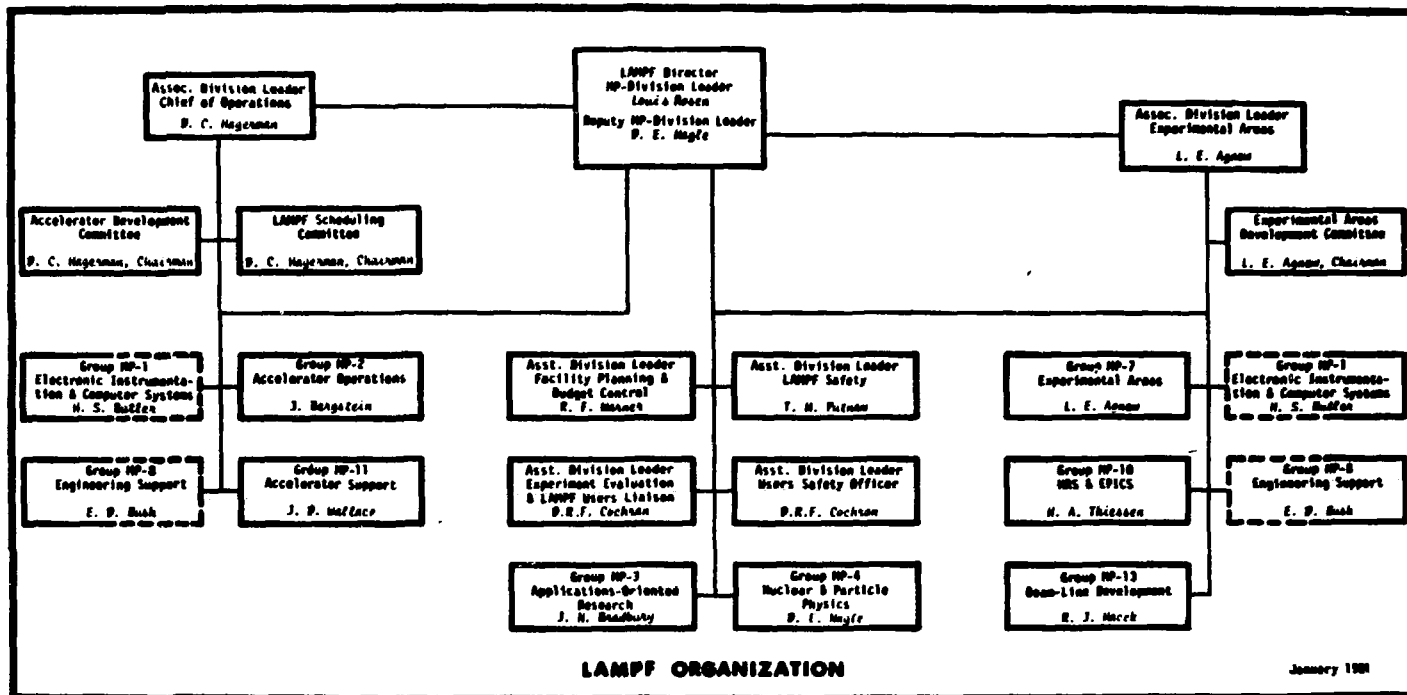 LAMPF Director
MP-Division Leader
Louis Rosen
Deputy MP-Division Leader
D. E. Nagle
Assoc. Division Leader
Chief of Operations
D. C. Hagerman
Assoc. Division Leader
Experimental Areas
L. E. Agnew
Accelerator Development
Committee
D. C. Hagerman, Chairman
LAMPF Scheduling
Committee
D. C. Hagerman, Chairman
Experimental Areas
Development Committee
L. E. Agnew, Chairman
Group MP-1
Electronic Instrumenta-
tion & Computer Systems
H. S. Butler
Group MP-2
Accelerator Operations
J. Bergstein
Asst. Division Leader
Facility Planning &
Budget Control
R. F.
Asst. Division Leader
LAMPF Safety
T. M. Putnam
Group MP-7
Experimental Areas
L. E. Agnew
Group MP-1
Electronic Instrumenta-
tion & Computer Systems
H. S. Butler
Group MP-8
Engineering Support
E. D. Bush
Group MP-11
Accelerator Support
J. D. Wallace
Asst. Division Leader
Experiment Evaluation
& LAMPF Users Liaison
D.R.F. Cochran
Asst. Division Leader
Users Safety Officer
D.R.F. Cochran
Group MP-10
HRS & EPICS
H. A. Thiessen
Group MP-8
Engineering Support
E. D. Bush
Group MP-3
Applications-Oriented
Research
J. N. Bradbury
Group MP-4
Nuclear & Particle
Physics
D. E. Nagle
Group MP-13
Beam-Line Development
R. J. Macek
LAMPF ORGANIZATION
January 1981